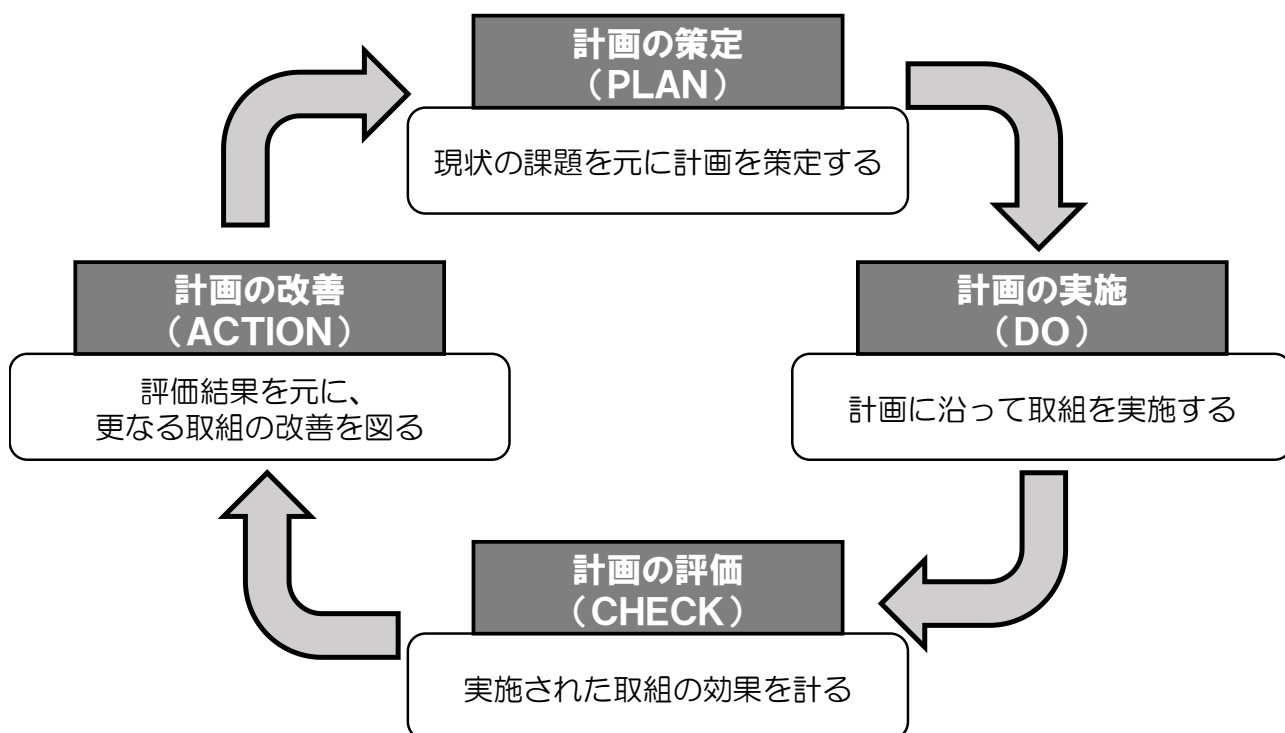 計画の策定
（PLAN）
現状の課題を元に計画を策定する
計画の実施
（DO）
計画に沿って取組を実施する
計画の評価
（CHECK）
実施された取組の効果を計る
計画の改善
（ACTION）
評価結果を元に、
更なる取組の改善を図る